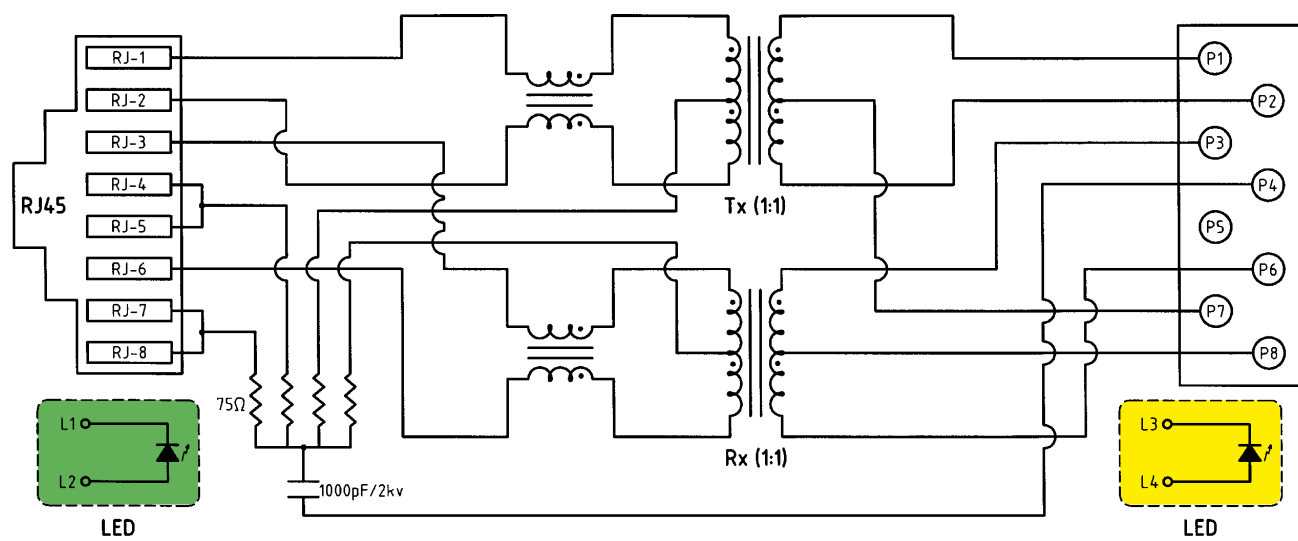 RJ-1
RJ-2
RJ-3
RJ-4
RJ-5
RJ-6
RJ-7
RJ-8
RJ45
Tx (1:1)
Rx (1:1)
P1
P2
P3
P4
P5
P6
P7
P8
75Ω
1000pF/2kv
L1
L2
LED
L3
L4
LED